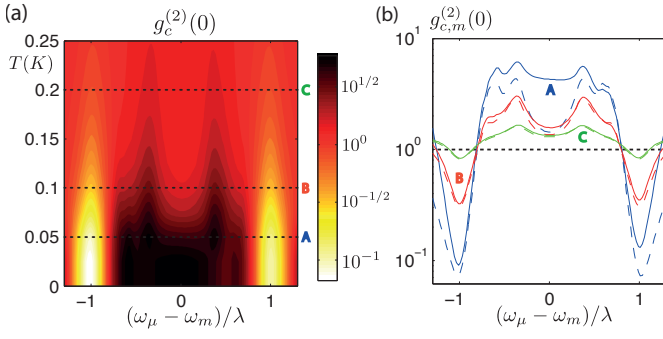 (a)
g_c^{(2)}(0)
0.25
T(K)
0.2
0.15
0.1
0.05
0
C
B
A
−1
0
1
(ω_μ − ω_m)/λ
10^{1/2}
10^0
10^{−1/2}
10^{−1}
(b)
g_{c,m}^{(2)}(0)
10^1
10^0
10^{−1}
A
C
B
−1
0
1
(ω_μ − ω_m)/λ